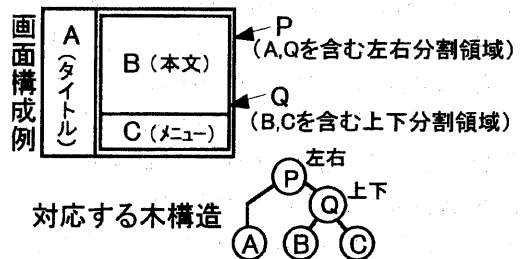 画面構成例
A(タイトル)
B(本文)
C(メニュー)
P
(A,Qを含む左右分割領域)
Q
(B,Cを含む上下分割領域)
対応する木構造
P 左右
Q 上下
A B C